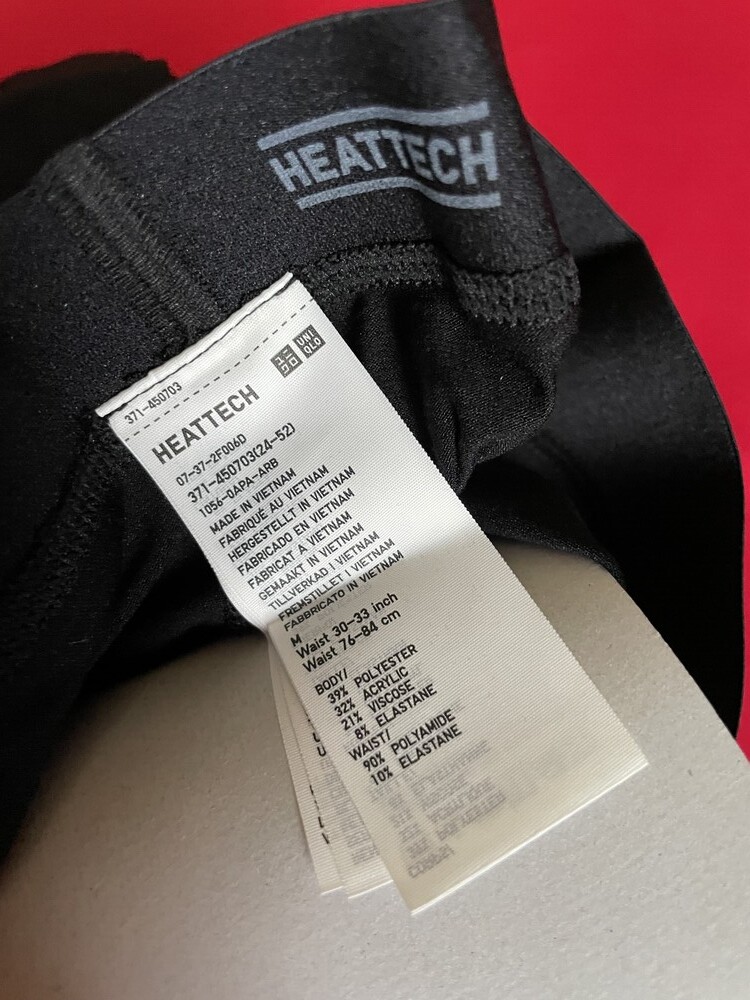 HEATTECH
UNI
QLO
371-450703
HEATTECH
07-37-2F006D
371-450703(24-52)
1056-0APA-ARB
MADE IN VIETNAM
FABRIQUÉ AU VIETNAM
HERGESTELLT IN VIETNAM
FABRICADO EN VIETNAM
FABRICAT A VIETNAM
GEMAAKT IN VIETNAM
TILLVERKAD I VIETNAM
FREMSTILLET I VIETNAM
FABBRICATO IN VIETNAM
M
Waist 30-33 inch
Waist 76-84 cm
BODY/
39% POLYESTER
32% ACRYLIC
21% VISCOSE
8% ELASTANE
WAIST/
90% POLYAMIDE
10% ELASTANE